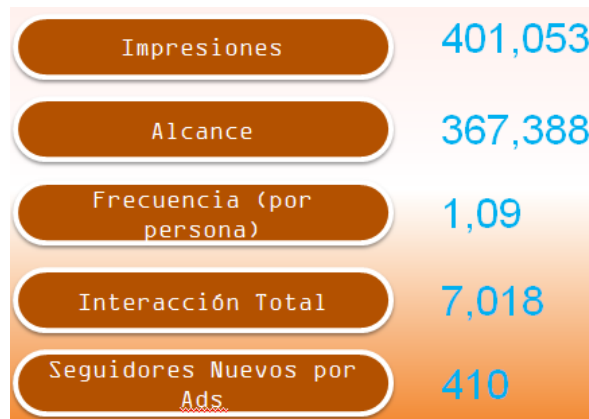 Impresiones 401,053
Alcance 367,388
Frecuencia (por
persona) 1,09
Interacción Total 7,018
Seguidores Nuevos por
Ads 410